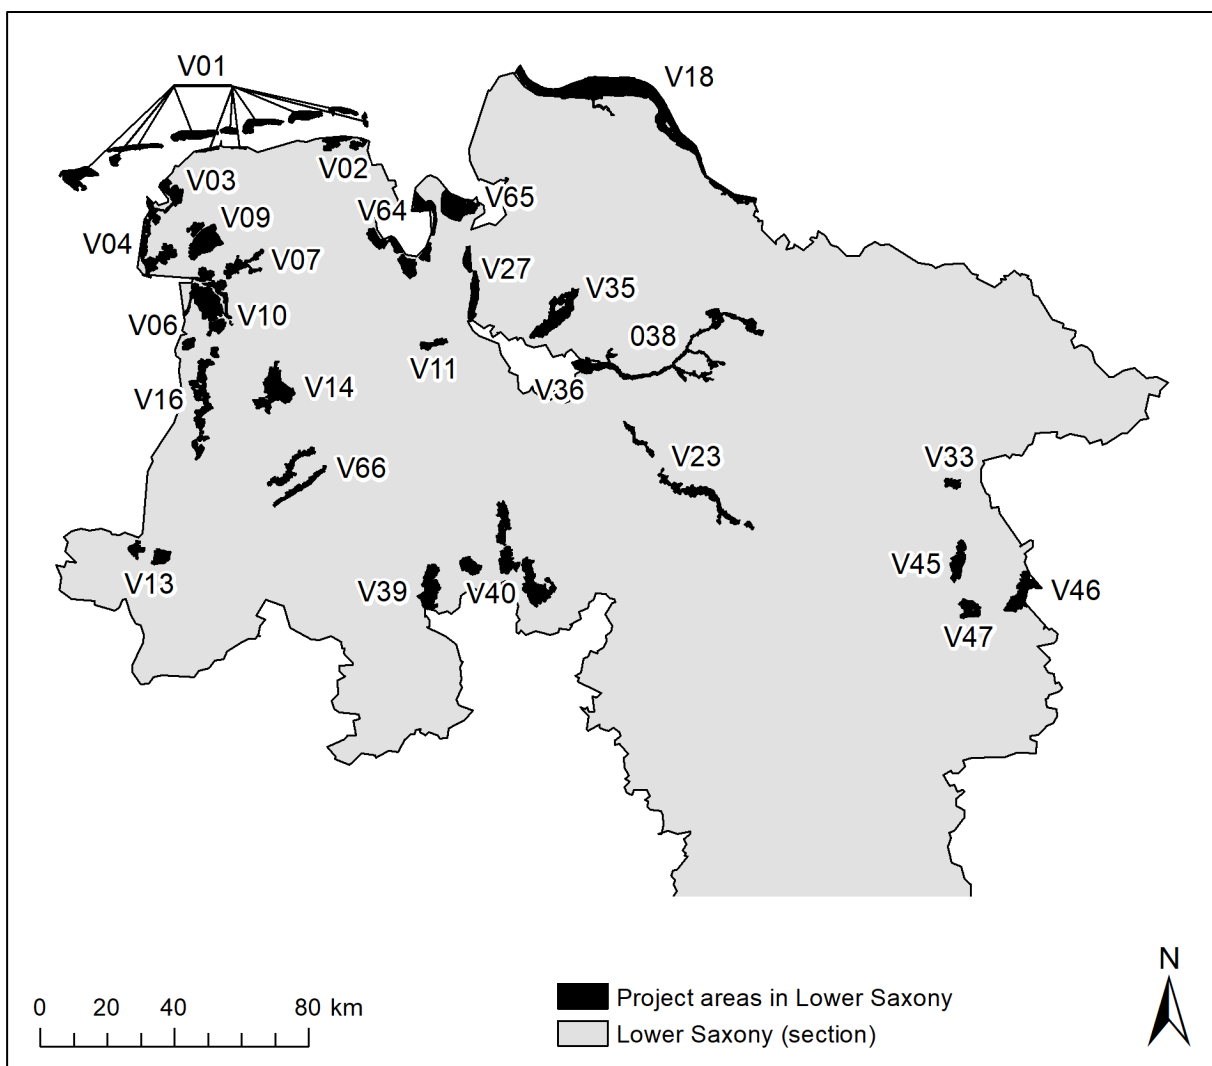 V01
V18
V02
V03
V65
V64
V09
V04
V07
V27
V35
V10
V06
038
V11
V36
V14
V16
V23
V66
V33
V45
V13
V39
V40
V46
V47
N
0 20 40 80 km
Project areas in Lower Saxony
Lower Saxony (section)